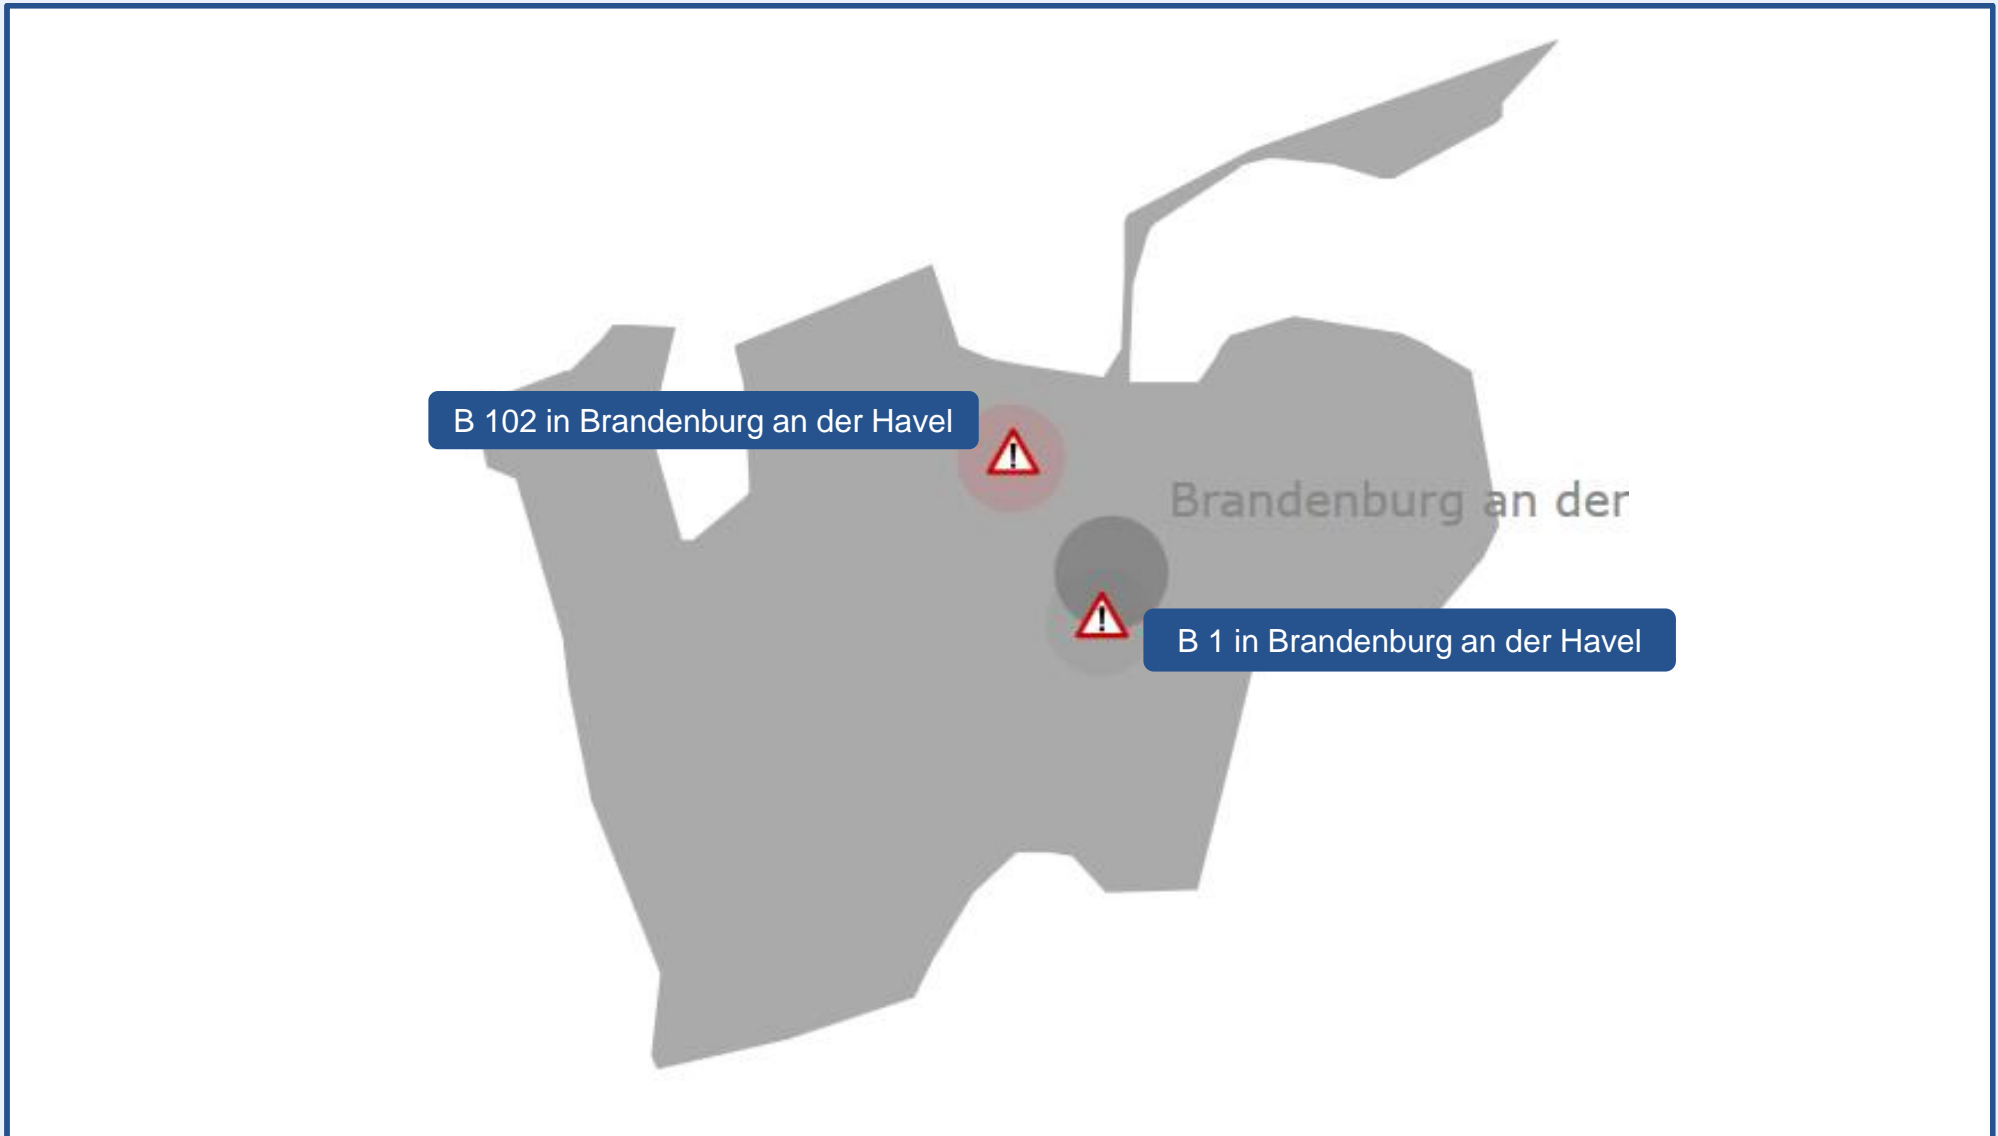 B 102 in Brandenburg an der Havel
Brandenburg an der
B 1 in Brandenburg an der Havel